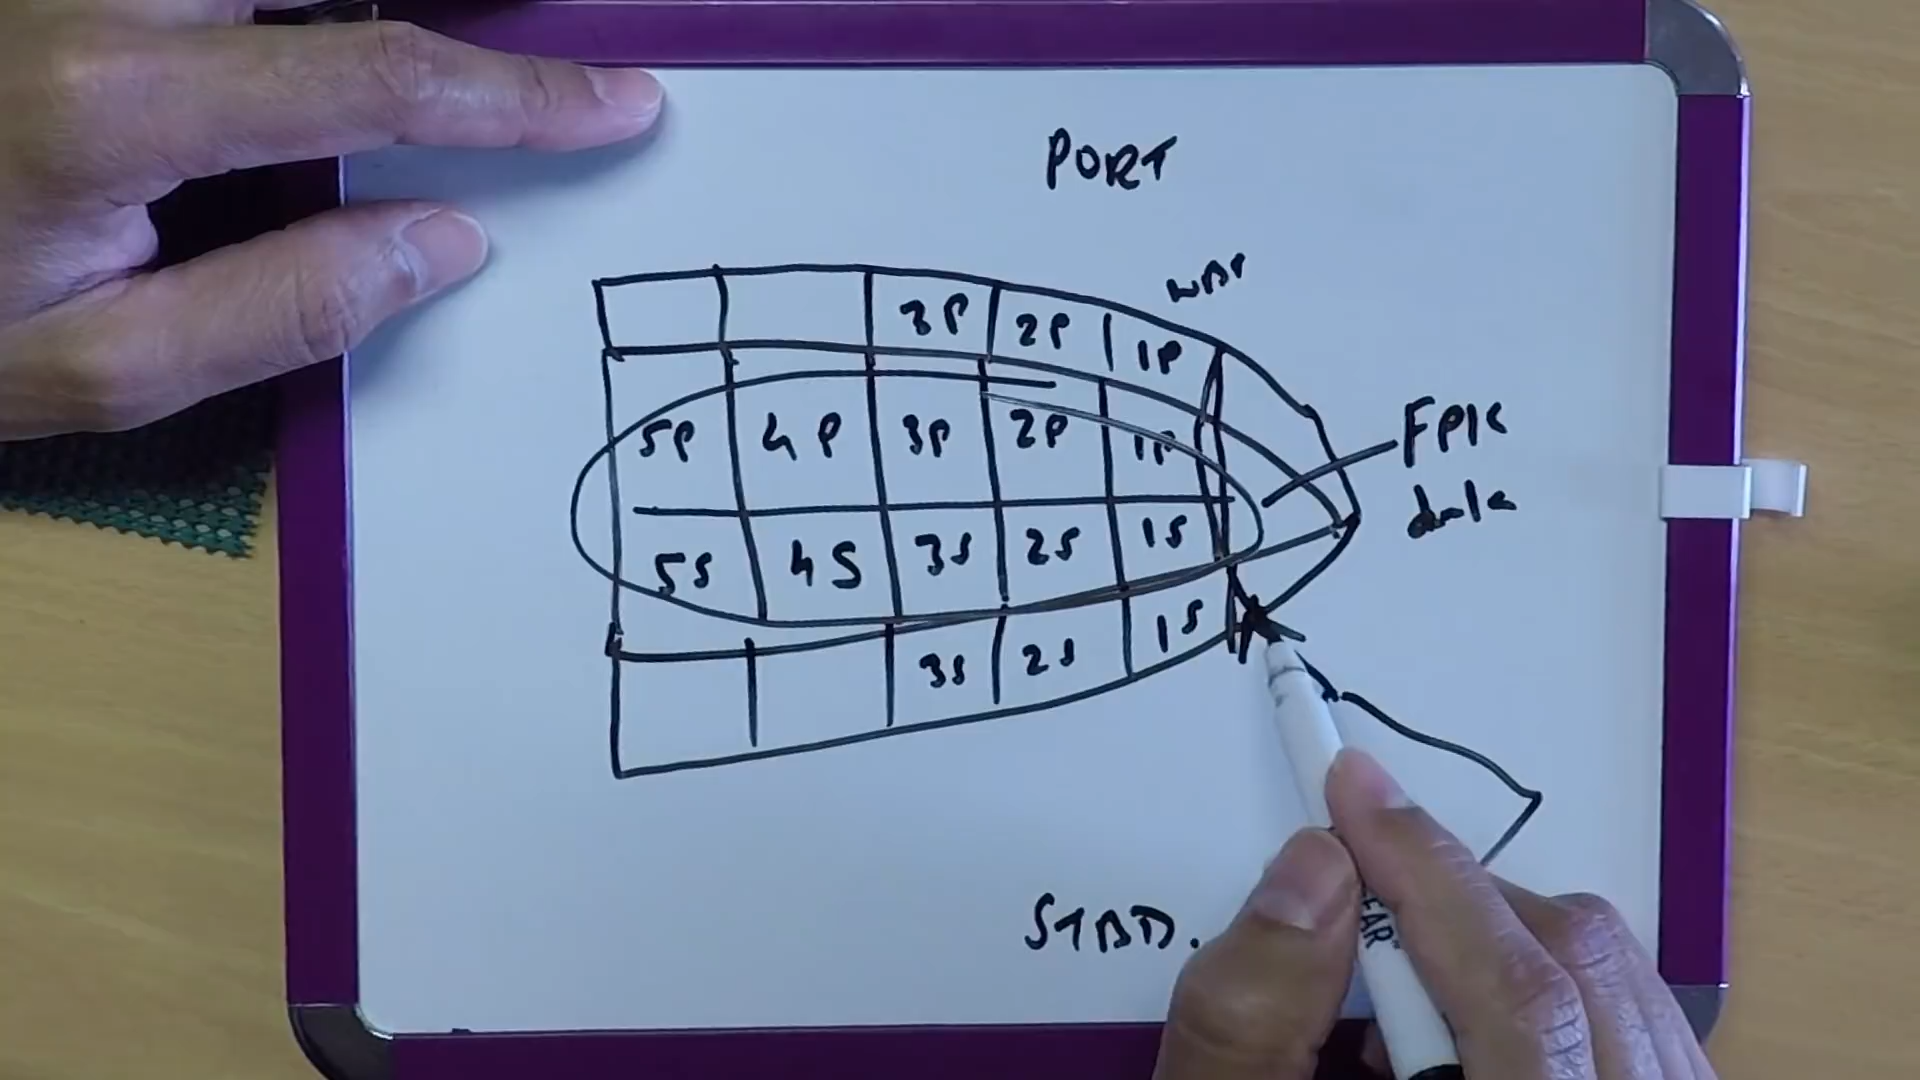 PORT
WBT
3P 2P 1P
5P 4P 3P 2P 1P
FPK
5S 4S 3S 2S 1S
3S 2S 1S
STBD.